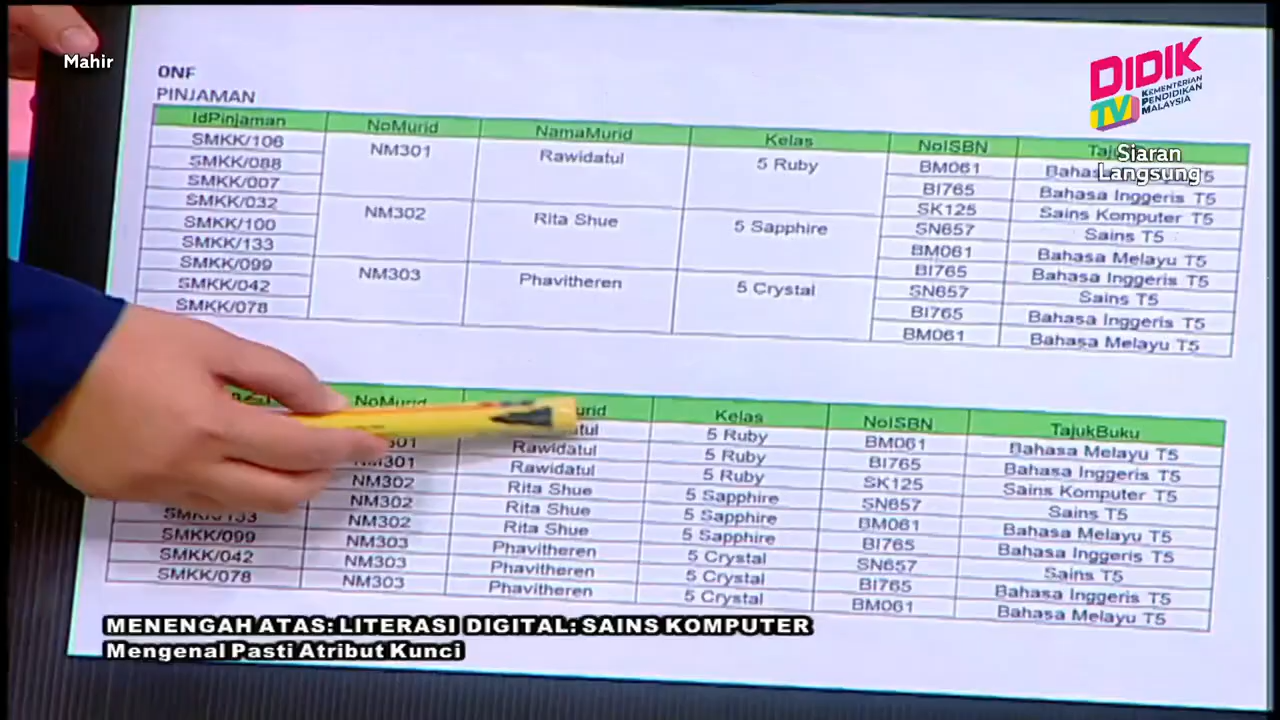 Mahir
DIDIK
TV
KEMENTERIAN
PENDIDIKAN
MALAYSIA
Siaran
Langsung
0NF
PINJAMAN
IdPinjaman NoMurid NamaMurid Kelas NoISBN
SMKK/106 NM301 Rawidatul 5 Ruby BM061
SMKK/088 BI765 Bahasa Inggeris T5
SMKK/007 SK125 Sains Komputer T5
SMKK/032 NM302 Rita Shue 5 Sapphire SN657 Sains T5
SMKK/100 BM061 Bahasa Melayu T5
SMKK/133 BI765 Bahasa Inggeris T5
SMKK/099 NM303 Phavitheren 5 Crystal SN657 Sains T5
SMKK/042 BI765 Bahasa Inggeris T5
SMKK/078 BM061 Bahasa Melayu T5
NoMurid Kelas NoISBN TajukBuku
5 Ruby BM061 Bahasa Melayu T5
Rawidatul 5 Ruby BI765 Bahasa Inggeris T5
Rawidatul 5 Ruby SK125 Sains Komputer T5
NM302 Rita Shue 5 Sapphire SN657 Sains T5
NM302 Rita Shue 5 Sapphire BM061 Bahasa Melayu T5
SMKK/133 NM302 Rita Shue 5 Sapphire BI765 Bahasa Inggeris T5
SMKK/099 NM303 Phavitheren 5 Crystal SN657 Sains T5
SMKK/042 NM303 Phavitheren 5 Crystal BI765 Bahasa Inggeris T5
SMKK/078 NM303 Phavitheren 5 Crystal BM061 Bahasa Melayu T5
MENENGAH ATAS: LITERASI DIGITAL: SAINS KOMPUTER
Mengenal Pasti Atribut Kunci